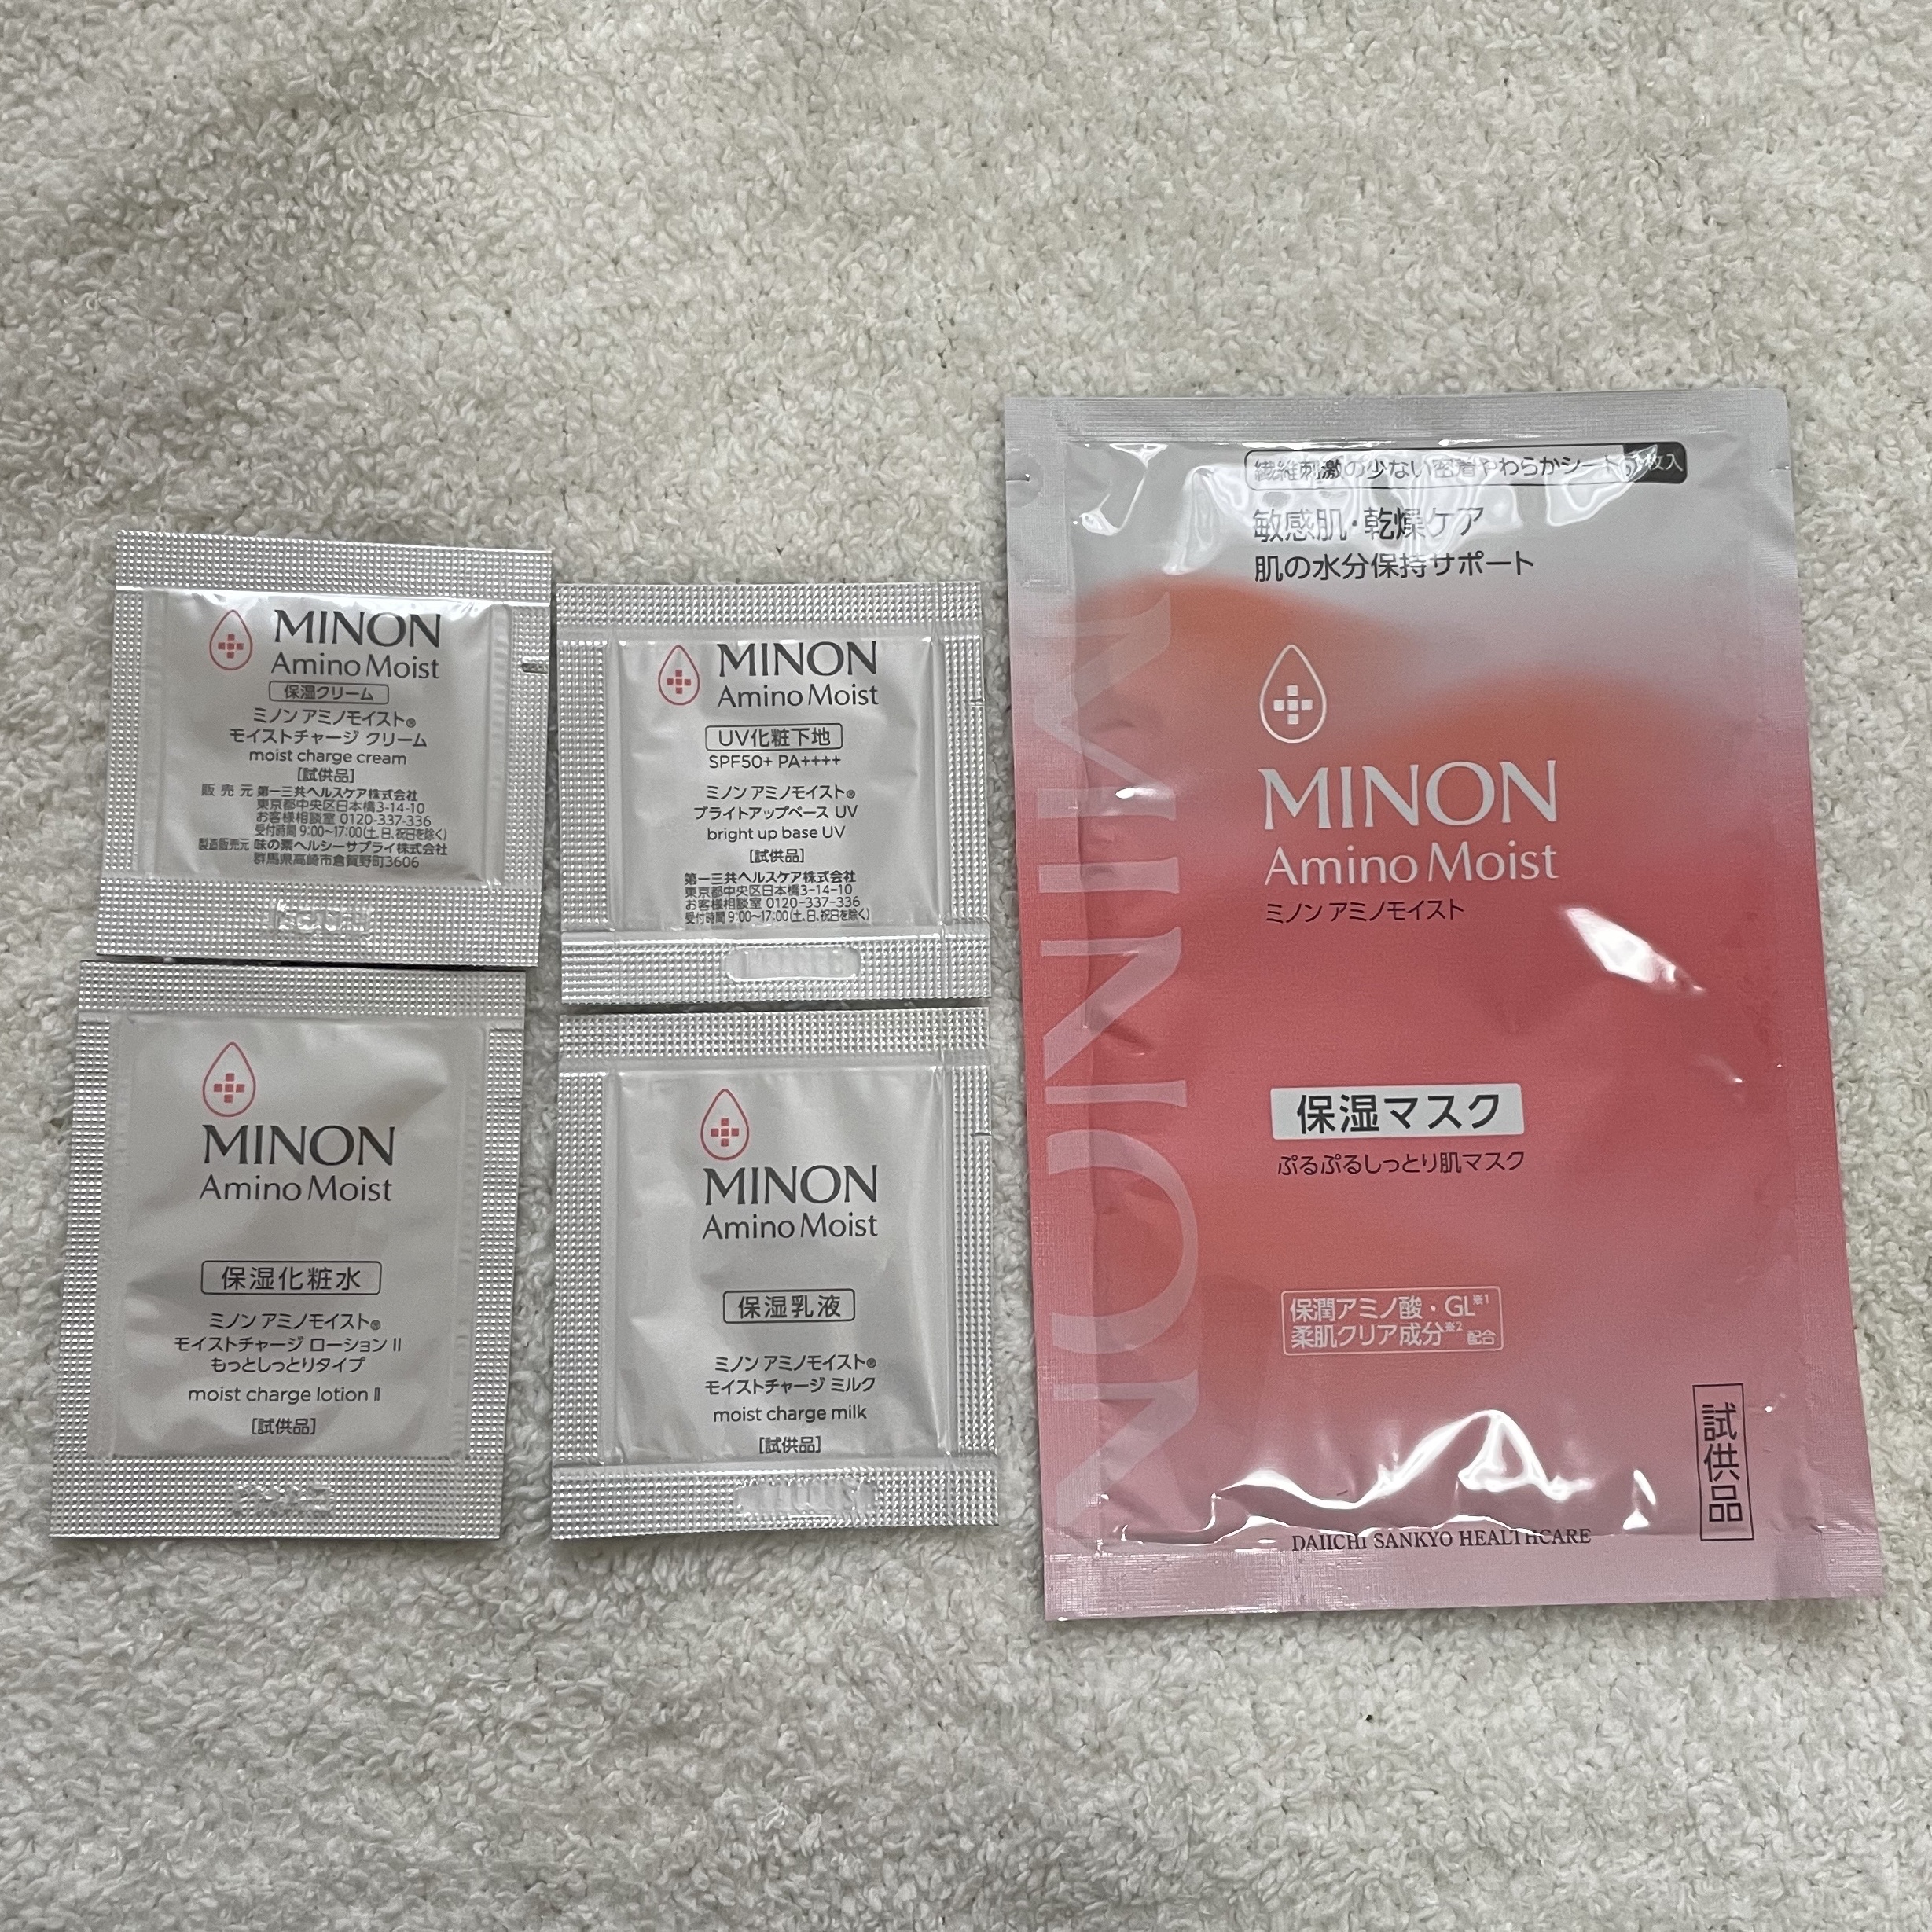 MINON
Amino Moist
保湿クリーム
ミノン アミノモイスト®
モイストチャージ クリーム
moist charge cream
[試供品]
販売元 第一三共ヘルスケア株式会社
東京都中央区日本橋3-14-10
お客様相談室 0120-337-336
受付時間 9:00~17:00(土、日、祝日を除く)
製造販売元 味の素ヘルシーサプライ株式会社
群馬県高崎市倉賀野町3606
MINON
Amino Moist
UV化粧下地
SPF50+ PA++++
ミノン アミノモイスト®
ブライトアップベース UV
bright up base UV
[試供品]
第一三共ヘルスケア株式会社
東京都中央区日本橋3-14-10
お客様相談室 0120-337-336
受付時間 9:00~17:00(土、日、祝日を除く)
MINON
Amino Moist
保湿化粧水
ミノン アミノモイスト®
モイストチャージ ローション II
もっとしっとりタイプ
moist charge lotion II
[試供品]
MINON
Amino Moist
保湿乳液
ミノン アミノモイスト®
モイストチャージ ミルク
moist charge milk
[試供品]
繊維刺激の少ない密着やわらかシート 枚入
敏感肌・乾燥ケア
肌の水分保持サポート
MINON
MINON
Amino Moist
ミノン アミノモイスト
保湿マスク
ぷるぷるしっとり肌マスク
保潤アミノ酸・GL※1
柔肌クリア成分※2 配合
試供品
DAIICHI SANKYO HEALTHCARE